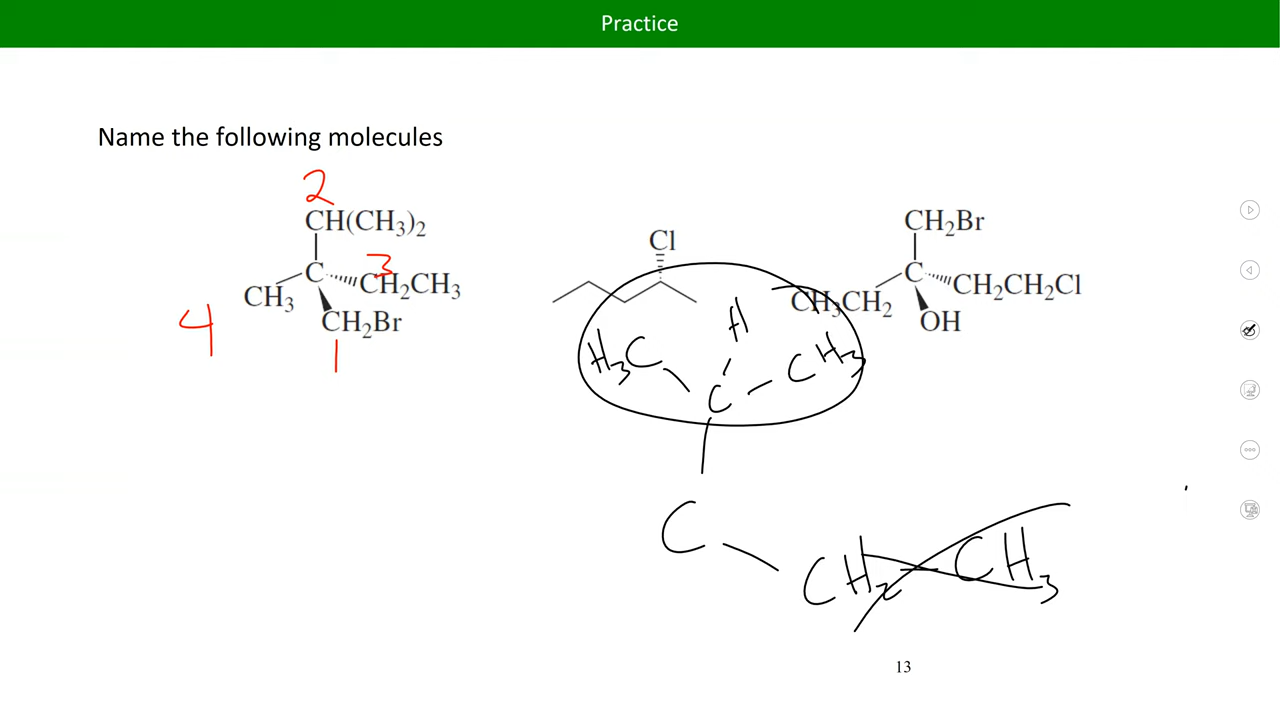 Practice
Name the following molecules
2
CH(CH₃)₂
C
3
CH₂CH₃
CH₃
4
CH₂Br
1
Cl
CH₂Br
C
CH₂CH₂Cl
CH₃CH₂
OH
H
H₃C
CH₃
C
C
CH₂—CH₃
13